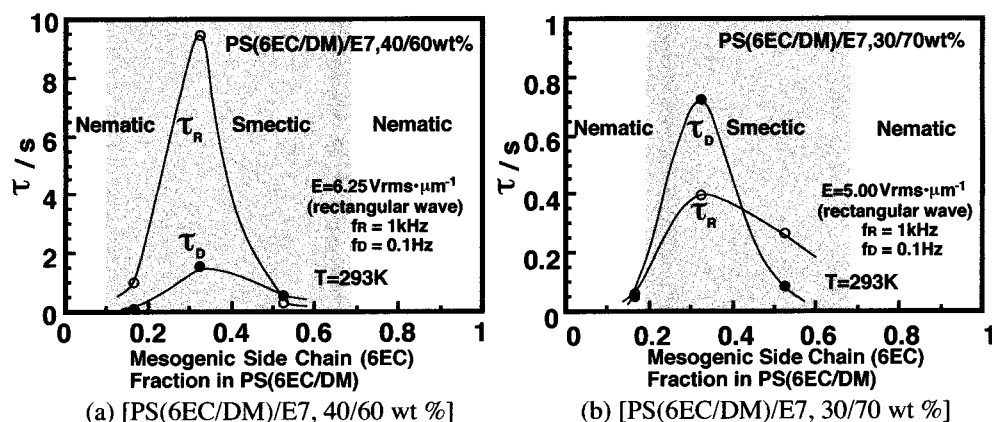 PS(6EC/DM)/E7,40/60wt%
10
8
6
4
2
0
τ / s
Nematic
Smectic
Nematic
τR
τD
E=6.25 Vrms·μm⁻¹
(rectangular wave)
fR = 1kHz
fD = 0.1Hz
T=293K
0 0.2 0.4 0.6 0.8 1
Mesogenic Side Chain (6EC)
Fraction in PS(6EC/DM)
(a) [PS(6EC/DM)/E7, 40/60 wt %]
PS(6EC/DM)/E7,30/70wt%
1
0.8
0.6
0.4
0.2
0
τ / s
Nematic
Smectic
Nematic
τD
τR
E=5.00 Vrms·μm⁻¹
(rectangular wave)
fR = 1kHz
fD = 0.1Hz
T=293K
0 0.2 0.4 0.6 0.8 1
Mesogenic Side Chain (6EC)
Fraction in PS(6EC/DM)
(b) [PS(6EC/DM)/E7, 30/70 wt %]